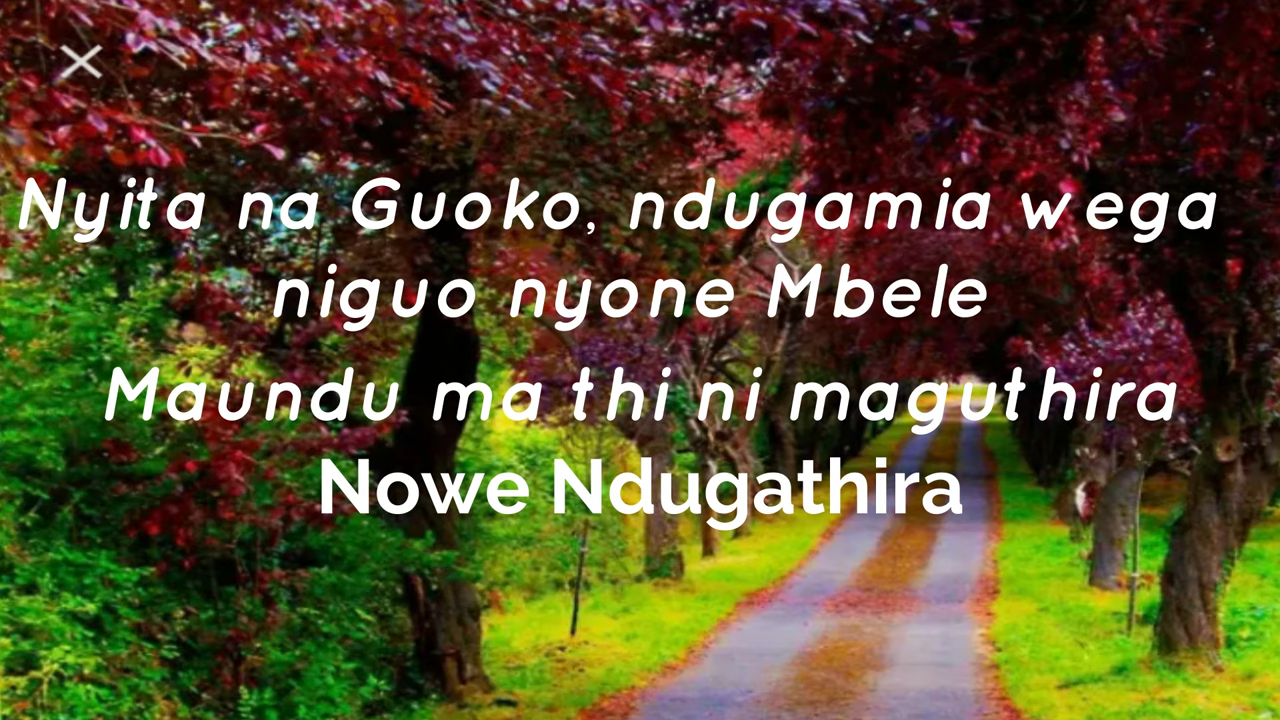 Nyita na Guoko, ndugamia wega
niguo nyone Mbele
Maundu ma thi ni maguthira
Nowe Ndugathira